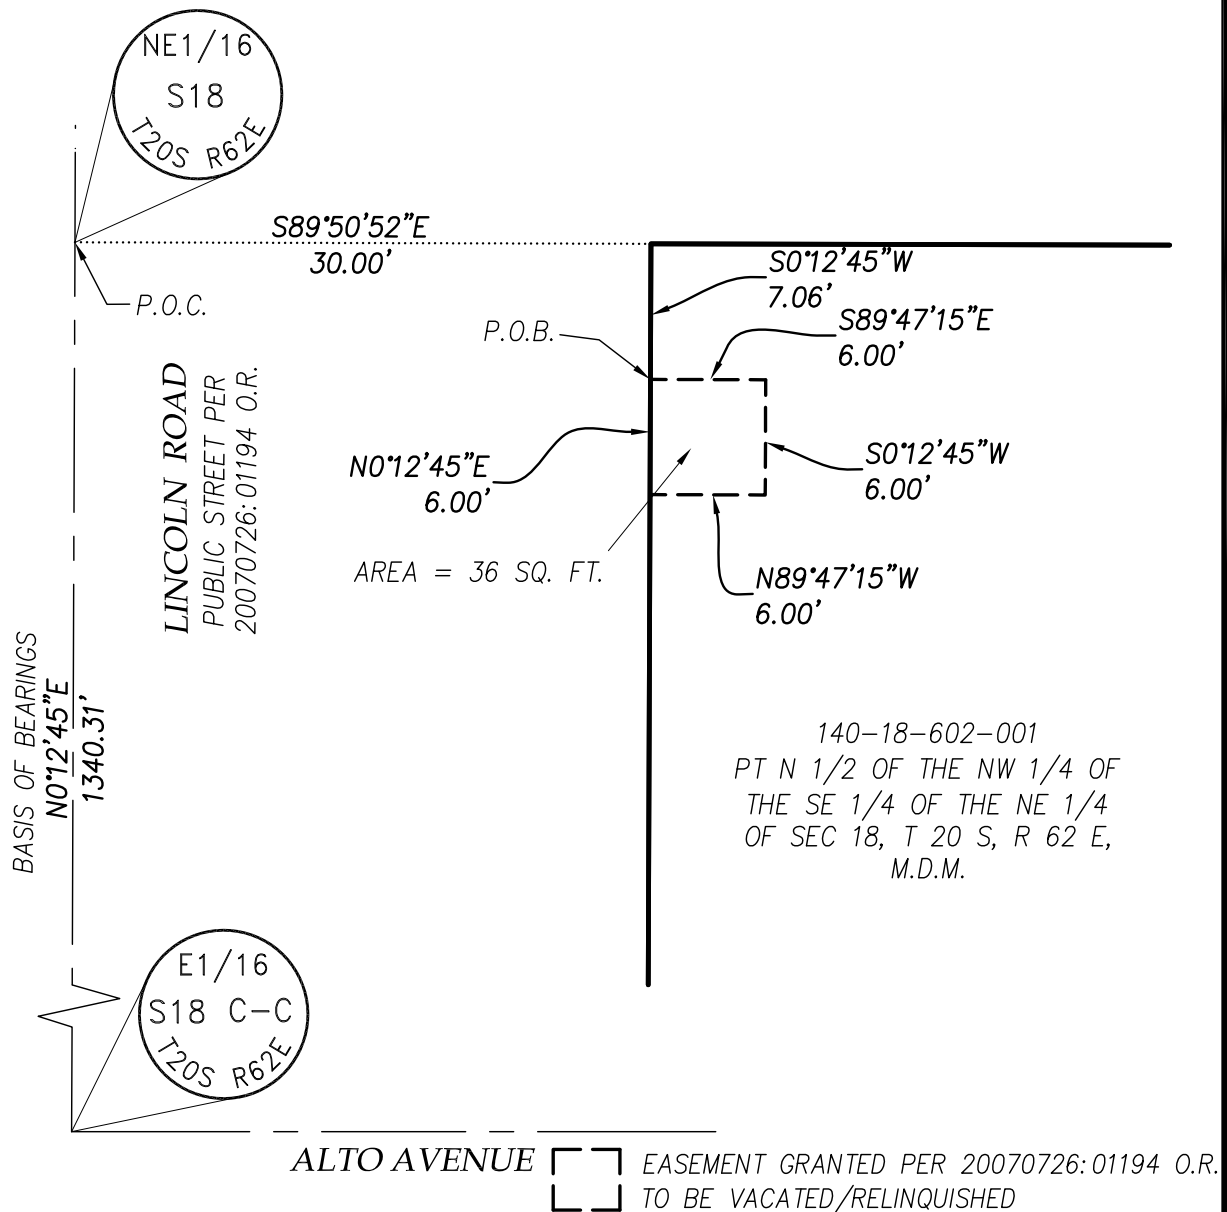 NE1/16
S18
T20S R62E
S89°50'52"E
30.00'
P.O.C.
S0°12'45"W
7.06'
P.O.B.
S89°47'15"E
6.00'
LINCOLN ROAD
PUBLIC STREET PER
20070726:01194 O.R.
N0°12'45"E
6.00'
S0°12'45"W
6.00'
AREA = 36 SQ. FT.
N89°47'15"W
6.00'
BASIS OF BEARINGS
N0°12'45"E
1340.31'
140-18-602-001
PT N 1/2 OF THE NW 1/4 OF
THE SE 1/4 OF THE NE 1/4
OF SEC 18, T 20 S, R 62 E,
M.D.M.
E1/16
S18 C-C
T20S R62E
ALTO AVENUE
EASEMENT GRANTED PER 20070726:01194 O.R.
TO BE VACATED/RELINQUISHED